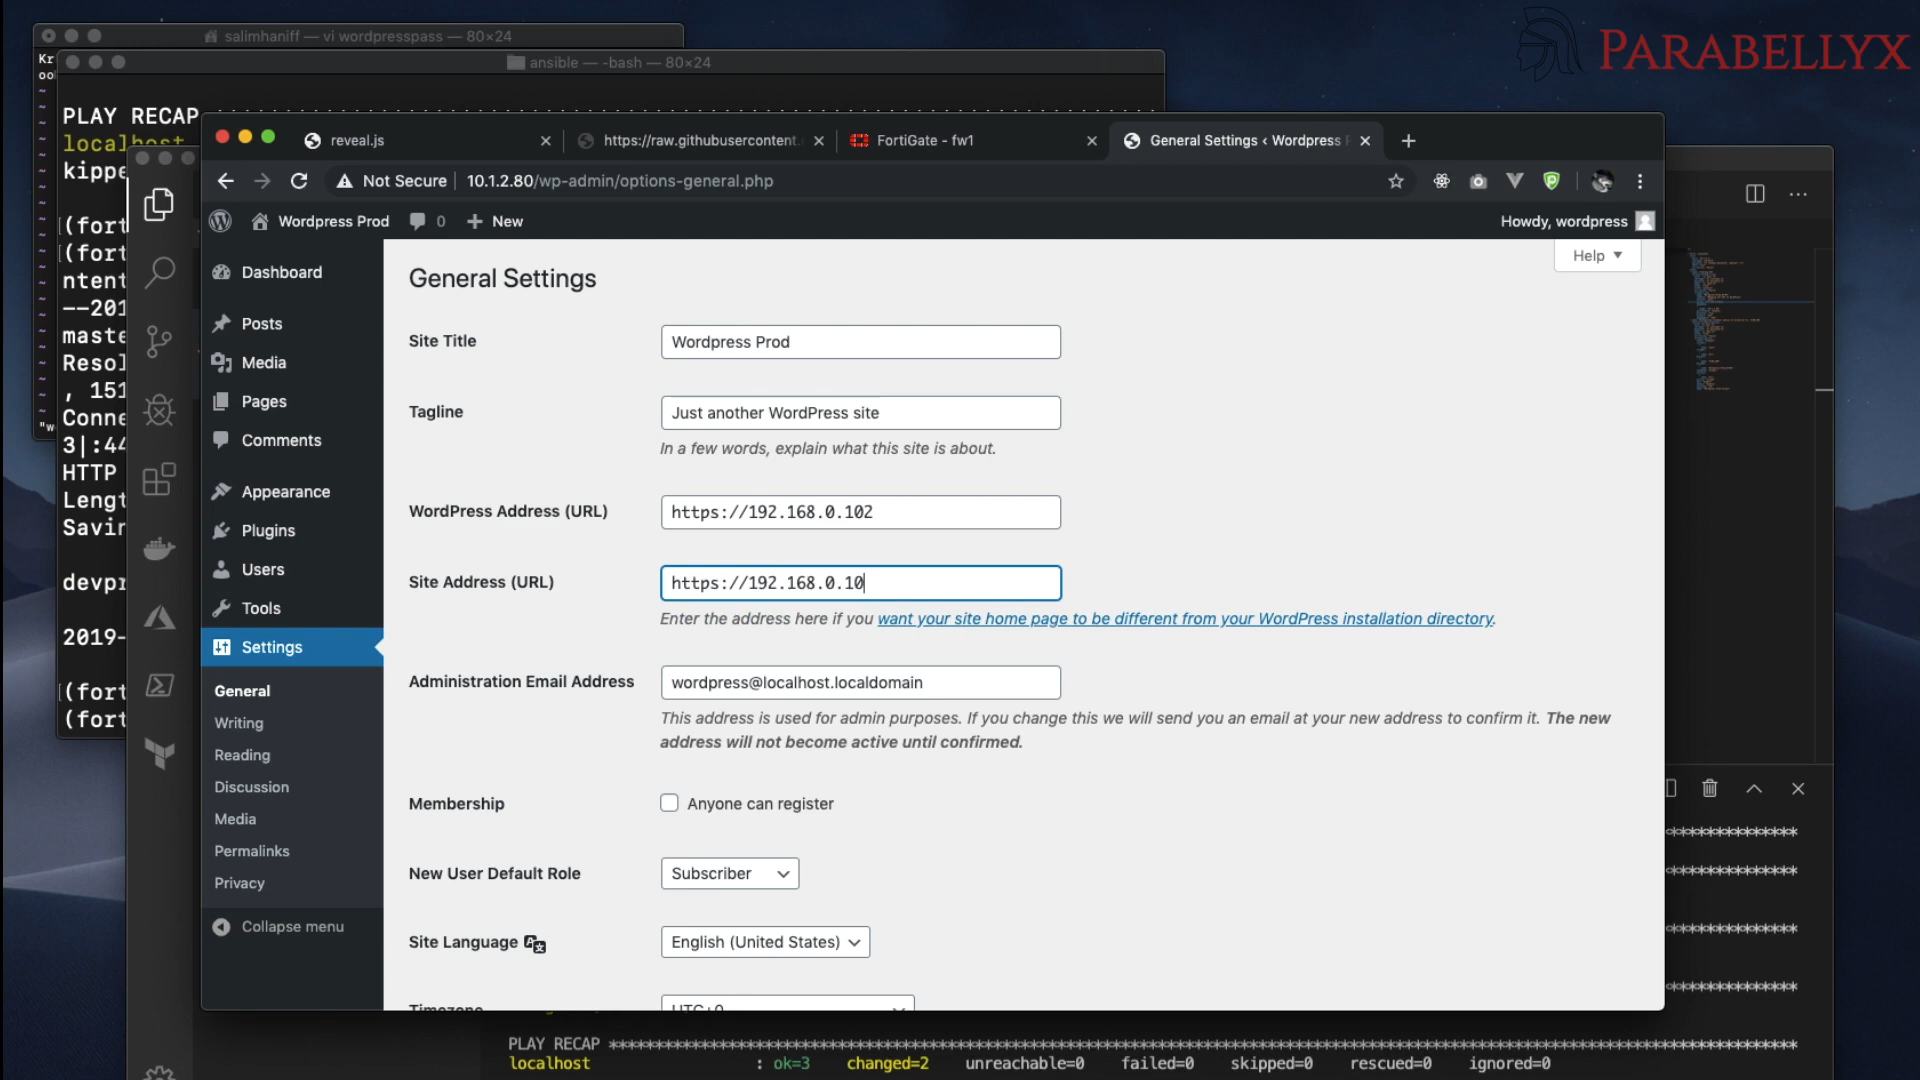 PARABELLYX
salimhaniff — vi wordpresspass — 80×24
Kr
oo
ansible — -bash — 80×24
PLAY RECAP
localhost
kippe
reveal.js
https://raw.githubusercontent.
FortiGate - fw1
General Settings ‹ Wordpress P
Not Secure
10.1.2.80/wp-admin/options-general.php
Wordpress Prod
0
New
Howdy, wordpress
(fort
(fort
ntent
--201
maste
Resol
, 151
Conne
3|:44
HTTP
Lengt
Savin
"w
devpr
2019-
(fort
(fort
Dashboard
Posts
Media
Pages
Comments
Appearance
Plugins
Users
Tools
Settings
General
Writing
Reading
Discussion
Media
Permalinks
Privacy
Collapse menu
Help
General Settings
Site Title
Wordpress Prod
Tagline
Just another WordPress site
In a few words, explain what this site is about.
WordPress Address (URL)
https://192.168.0.102
Site Address (URL)
https://192.168.0.10
Enter the address here if you want your site home page to be different from your WordPress installation directory.
Administration Email Address
wordpress@localhost.localdomain
This address is used for admin purposes. If you change this we will send you an email at your new address to confirm it. The new
address will not become active until confirmed.
Membership
Anyone can register
New User Default Role
Subscriber
Site Language
English (United States)
Timezone
UTC+0
PLAY RECAP ****************************************************************
localhost : ok=3 changed=2 unreachable=0 failed=0 skipped=0 rescued=0 ignored=0